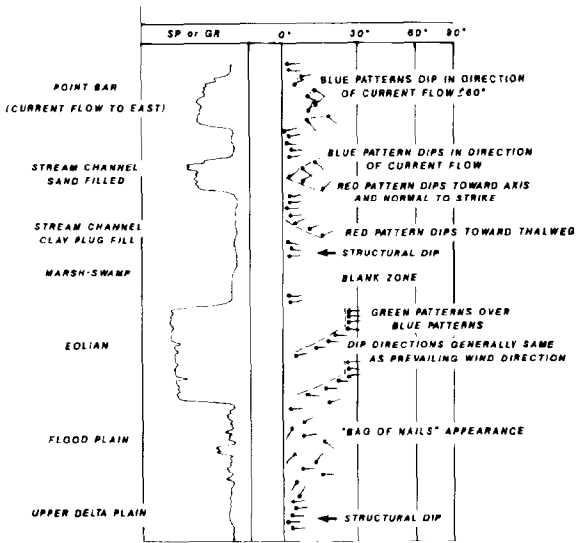 SP or GR
0° 30° 60° 90°
POINT BAR
(CURRENT FLOW TO EAST)
BLUE PATTERNS DIP IN DIRECTION
OF CURRENT FLOW ±60°
BLUE PATTERN DIPS IN DIRECTION
OF CURRENT FLOW
STREAM CHANNEL
SAND FILLED
RED PATTERN DIPS TOWARD AXIS
AND NORMAL TO STRIKE
STREAM CHANNEL
CLAY PLUG FILL
RED PATTERN DIPS TOWARD THALWEG
STRUCTURAL DIP
MARSH-SWAMP
BLANK ZONE
GREEN PATTERNS OVER
BLUE PATTERNS
EOLIAN
DIP DIRECTIONS GENERALLY SAME
AS PREVAILING WIND DIRECTION
FLOOD PLAIN
"BAG OF NAILS" APPEARANCE
UPPER DELTA PLAIN
STRUCTURAL DIP